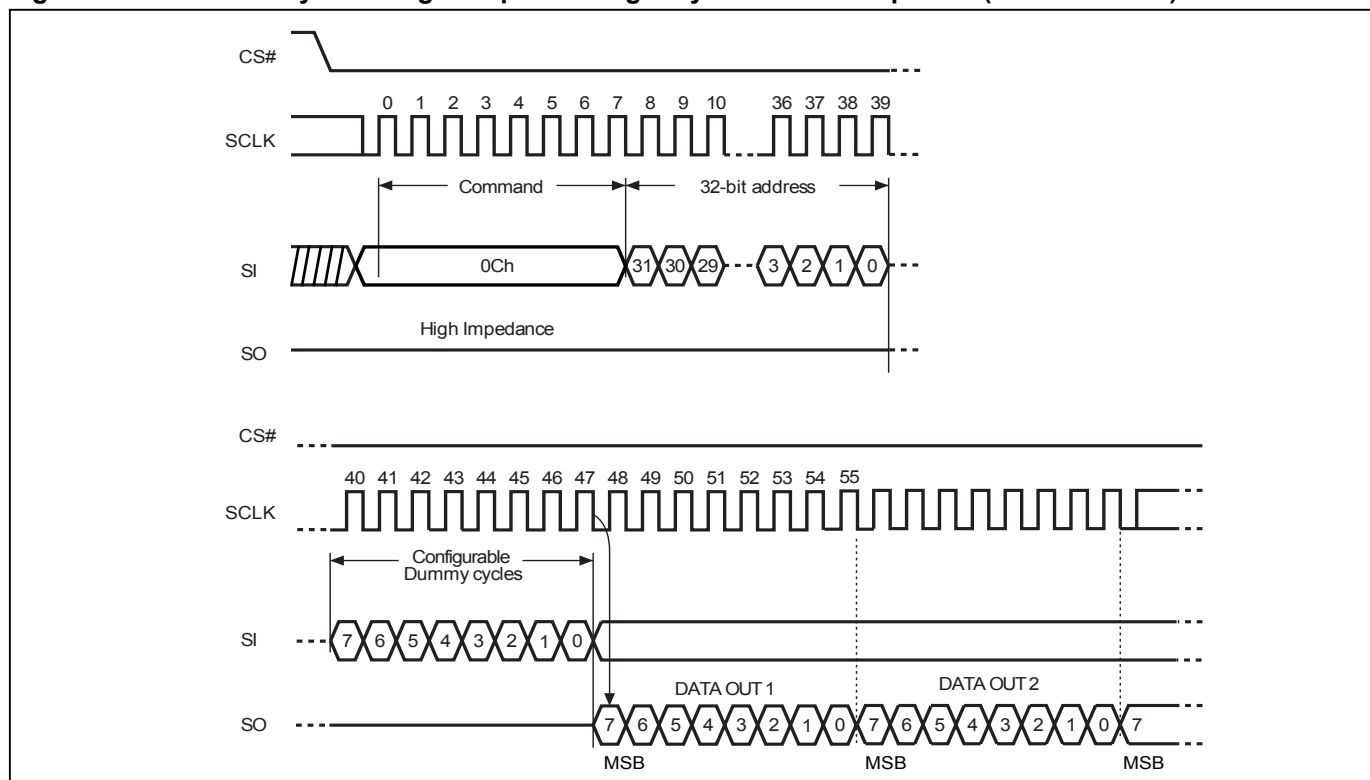 CS#
0 1 2 3 4 5 6 7 8 9 10 36 37 38 39
SCLK
Command 32-bit address
SI 0Ch 31 30 29 3 2 1 0
High Impedance
SO
CS#
40 41 42 43 44 45 46 47 48 49 50 51 52 53 54 55
SCLK
Configurable
Dummy cycles
SI 7 6 5 4 3 2 1 0
DATA OUT 1 DATA OUT 2
SO 7 6 5 4 3 2 1 0 7 6 5 4 3 2 1 0 7
MSB MSB MSB